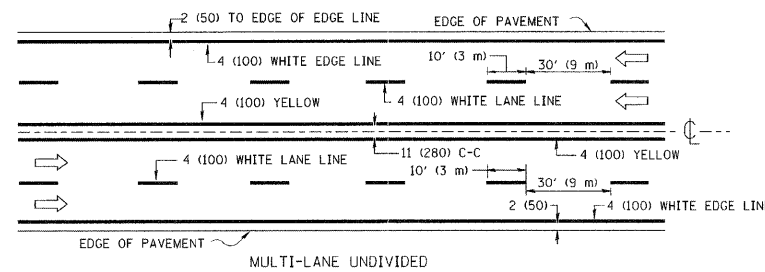 2 (50) TO EDGE OF EDGE LINE
EDGE OF PAVEMENT
4 (100) WHITE EDGE LINE
10' (3 m)
30' (9 m)
4 (100) YELLOW
4 (100) WHITE LANE LINE
℄
4 (100) WHITE LANE LINE
11 (280) C-C
4 (100) YELLOW
10' (3 m)
30' (9 m)
2 (50)
4 (100) WHITE EDGE LIN
EDGE OF PAVEMENT
MULTI-LANE UNDIVIDED